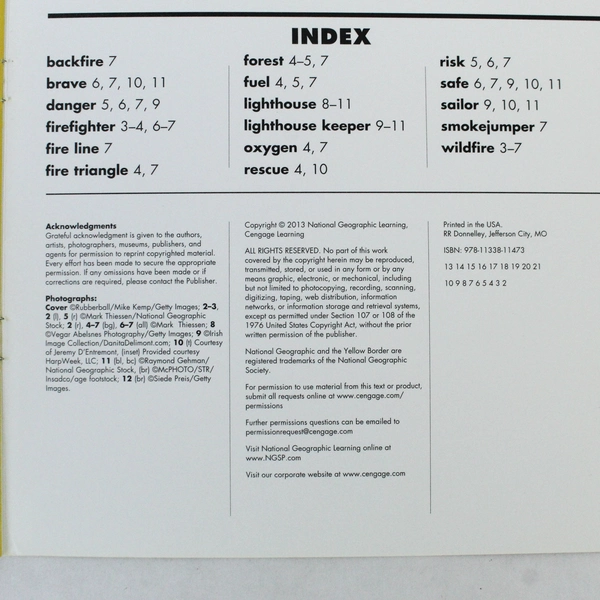 INDEX
backfire 7
brave 6, 7, 10, 11
danger 5, 6, 7, 9
firefighter 3–4, 6–7
fire line 7
fire triangle 4, 7
forest 4–5, 7
fuel 4, 5, 7
lighthouse 8–11
lighthouse keeper 9–11
oxygen 4, 7
rescue 4, 10
risk 5, 6, 7
safe 6, 7, 9, 10, 11
sailor 9, 10, 11
smokejumper 7
wildfire 3–7
Acknowledgments
Grateful acknowledgment is given to the authors,
artists, photographers, museums, publishers, and
agents for permission to reprint copyrighted material.
Every effort has been made to secure the appropriate
permission. If any omissions have been made or if
corrections are required, please contact the Publisher.
Photographs:
Cover ©Rubberball/Mike Kemp/Getty Images; 2–3,
2 (l), 5 (r) ©Mark Thiessen/National Geographic
Stock; 2 (r), 4–7 (bg), 6–7 (all) ©Mark Thiessen; 8
©Vegar Abelsnes Photography/Getty Images; 9 ©Irish
Image Collection/DanitaDelimont.com; 10 (t) Courtesy
of Jeremy D'Entremont, (inset) Provided courtesy
HarpWeek, LLC; 11 (bl, bc) ©Raymond Gehman/
National Geographic Stock, (br) ©McPHOTO/STR/
Insadco/age footstock; 12 (br) ©Siede Preis/Getty
Images.
Copyright © 2013 National Geographic Learning,
Cengage Learning
ALL RIGHTS RESERVED. No part of this work
covered by the copyright herein may be reproduced,
transmitted, stored, or used in any form or by any
means graphic, electronic, or mechanical, including
but not limited to photocopying, recording, scanning,
digitizing, taping, web distribution, information
networks, or information storage and retrieval systems,
except as permitted under Section 107 or 108 of the
1976 United States Copyright Act, without the prior
written permission of the publisher.
National Geographic and the Yellow Border are
registered trademarks of the National Geographic
Society.
For permission to use material from this text or product,
submit all requests online at www.cengage.com/
permissions
Further permissions questions can be emailed to
permissionrequest@cengage.com
Visit National Geographic Learning online at
www.NGSP.com
Visit our corporate website at www.cengage.com
Printed in the USA.
RR Donnelley, Jefferson City, MO
ISBN: 978-11338-11473
13 14 15 16 17 18 19 20 21
10 9 8 7 6 5 4 3 2